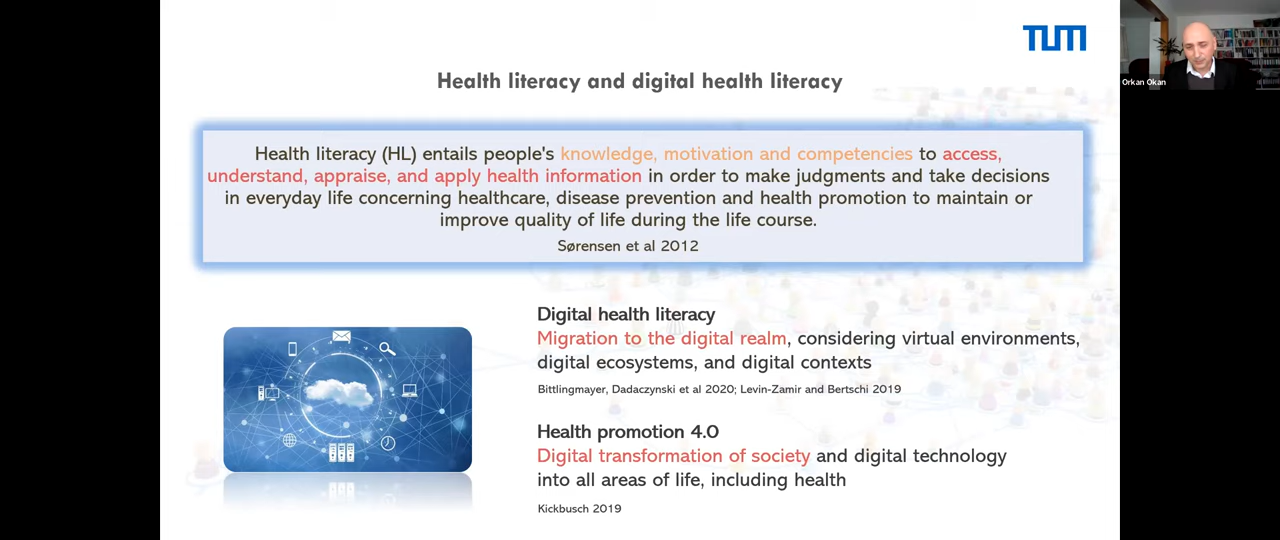 TUM
Orkan Okan
Health literacy and digital health literacy
Health literacy (HL) entails people's knowledge, motivation and competencies to access,
understand, appraise, and apply health information in order to make judgments and take decisions
in everyday life concerning healthcare, disease prevention and health promotion to maintain or
improve quality of life during the life course.
Sørensen et al 2012
Digital health literacy
Migration to the digital realm, considering virtual environments,
digital ecosystems, and digital contexts
Bittlingmayer, Dadaczynski et al 2020; Levin-Zamir and Bertschi 2019
Health promotion 4.0
Digital transformation of society and digital technology
into all areas of life, including health
Kickbusch 2019